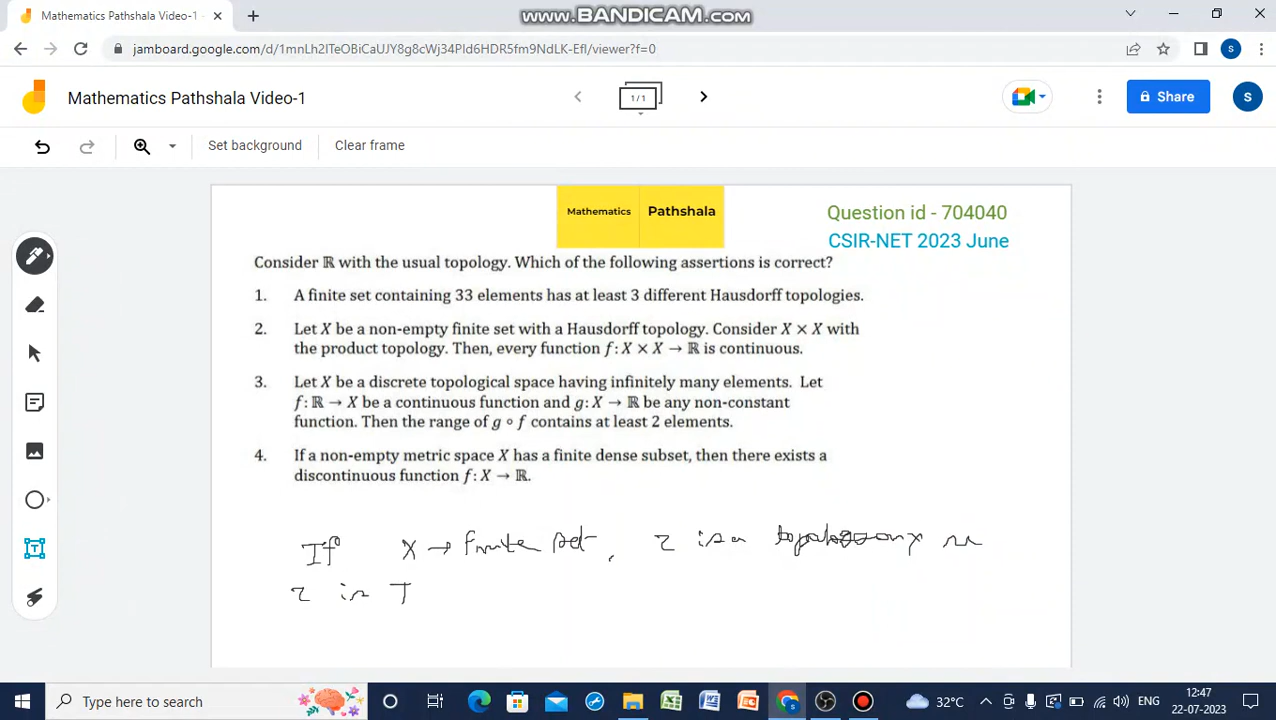 Mathematics Pathshala Video-1 -
www.BANDICAM.com
jamboard.google.com/d/1mnLh2ITeOBiCaUJY8g8cWj34Pld6HDR5fm9NdLK-EfI/viewer?f=0
S
Mathematics Pathshala Video-1
1/1
Share
s
Set background
Clear frame
Mathematics Pathshala
Question id - 704040
CSIR-NET 2023 June
Consider ℝ with the usual topology. Which of the following assertions is correct?
1. A finite set containing 33 elements has at least 3 different Hausdorff topologies.
2. Let X be a non-empty finite set with a Hausdorff topology. Consider X × X with
the product topology. Then, every function f: X × X → ℝ is continuous.
3. Let X be a discrete topological space having infinitely many elements. Let
f: ℝ → X be a continuous function and g: X → ℝ be any non-constant
function. Then the range of g ∘ f contains at least 2 elements.
4. If a non-empty metric space X has a finite dense subset, then there exists a
discontinuous function f: X → ℝ.
If X → finite set, τ is a on X
τ is T
Type here to search
32°C
ENG
12:47
22-07-2023